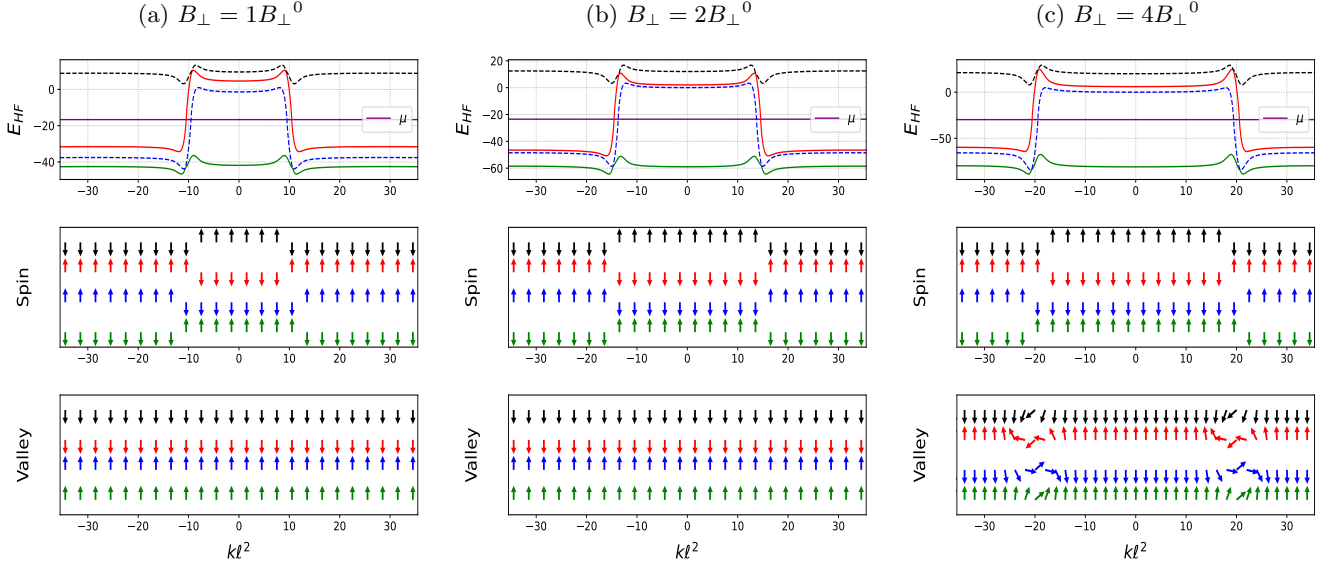 (a) B⊥ = 1B⊥⁰
(b) B⊥ = 2B⊥⁰
(c) B⊥ = 4B⊥⁰
E_HF
0
−20
−40
μ
−30 −20 −10 0 10 20 30
E_HF
20
0
−20
−40
−60
μ
−30 −20 −10 0 10 20 30
E_HF
0
−50
μ
−30 −20 −10 0 10 20 30
Spin
−30 −20 −10 0 10 20 30
Spin
−30 −20 −10 0 10 20 30
Spin
−30 −20 −10 0 10 20 30
Valley
−30 −20 −10 0 10 20 30
kℓ²
Valley
−30 −20 −10 0 10 20 30
kℓ²
Valley
−30 −20 −10 0 10 20 30
kℓ²